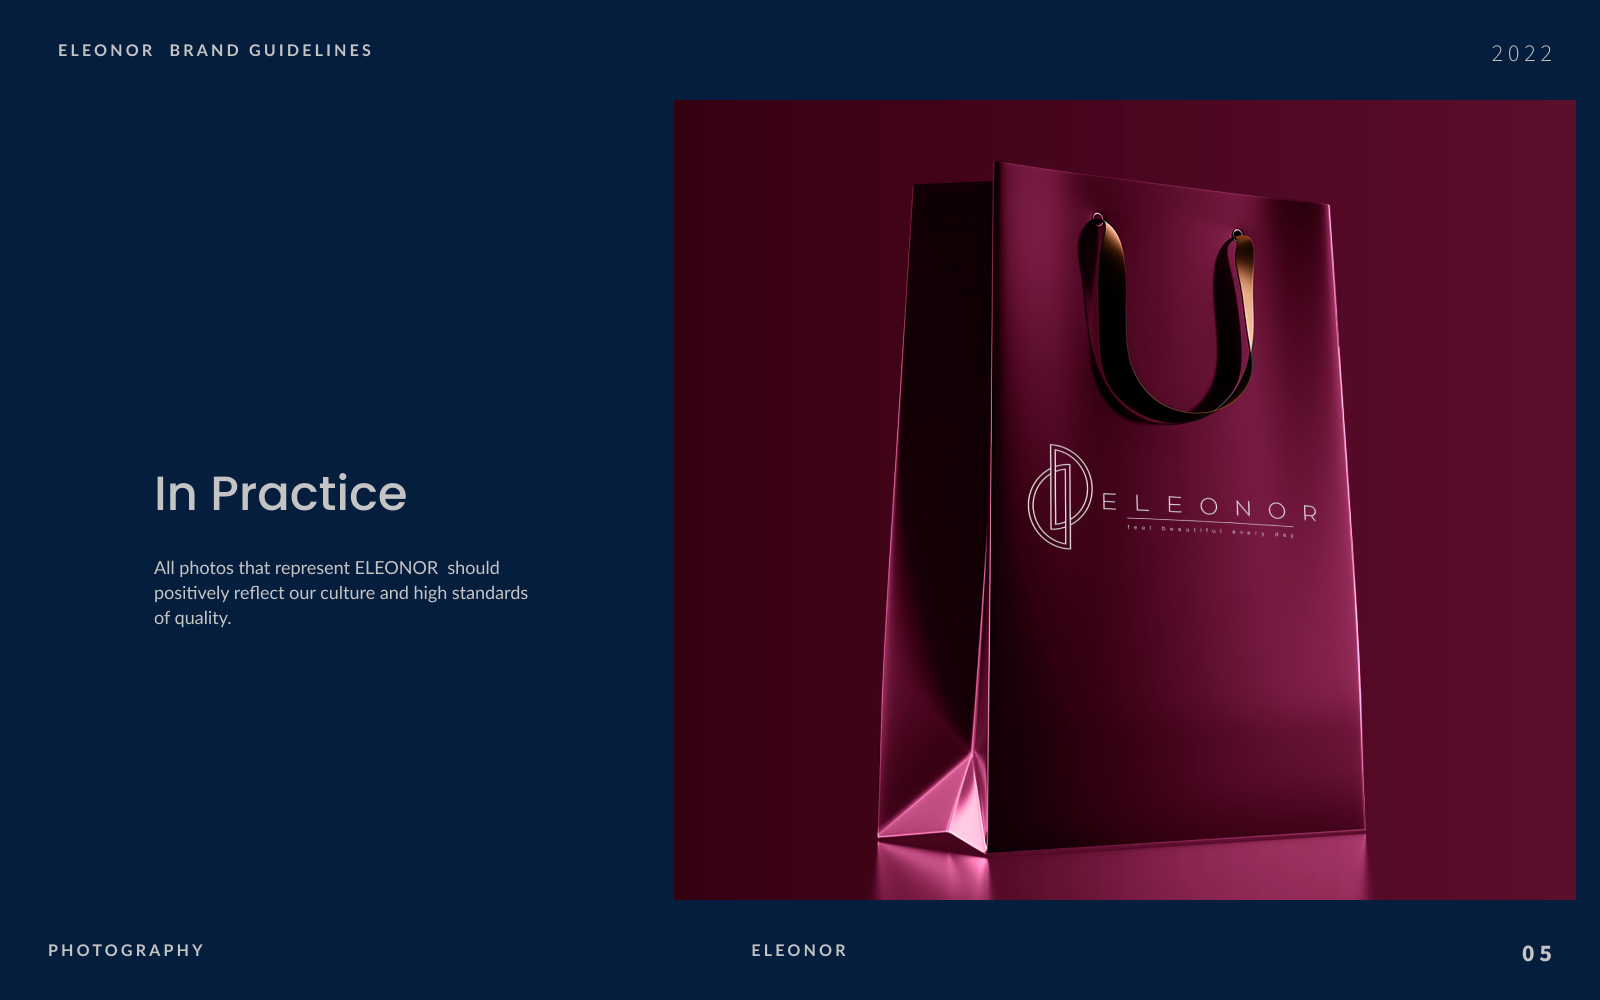 ELEONOR BRAND GUIDELINES
2022
In Practice
All photos that represent ELEONOR should
positively reflect our culture and high standards
of quality.
ELEONOR
feel beautiful every day
PHOTOGRAPHY
ELEONOR
05